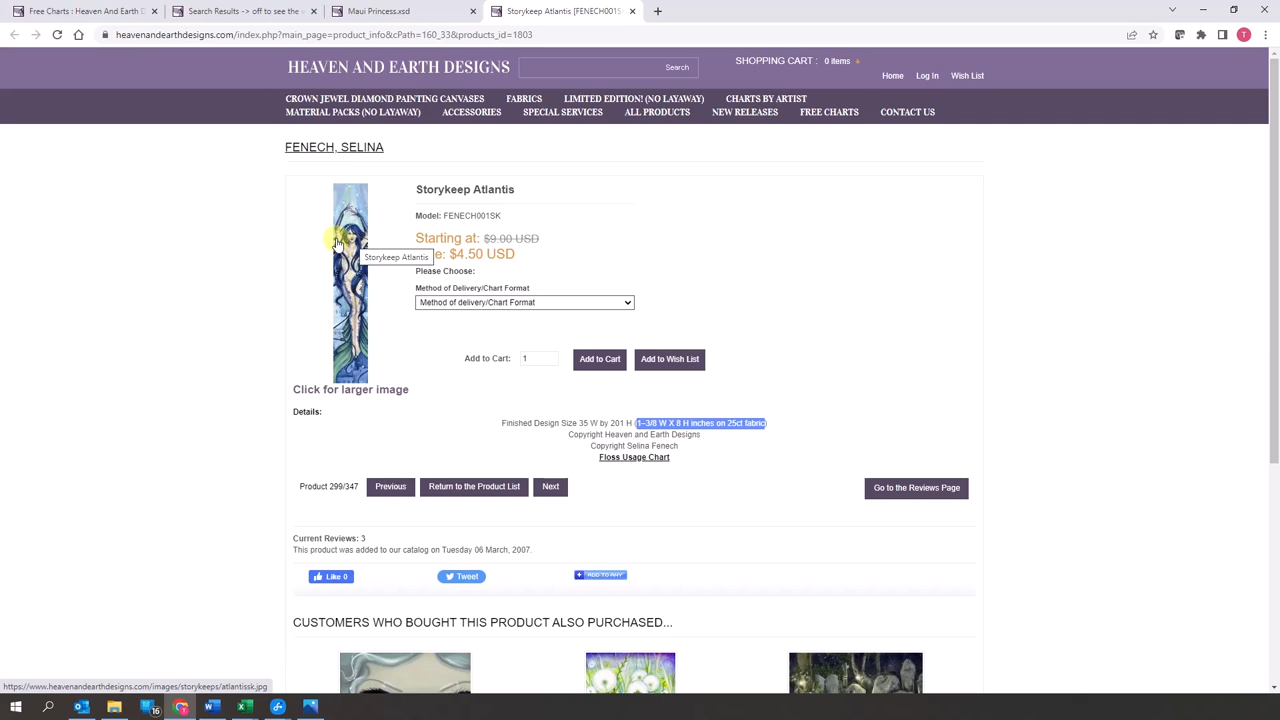 Free Charts : Heaven And Earth D
Search Results -> off to see the w
Maui Princess.xsd
Storykeep Atlantis [FENECH001S
heavenandearthdesigns.com/index.php?main_page=product_info&cPath=160_33&products_id=1803
T
HEAVEN AND EARTH DESIGNS
Search
SHOPPING CART : 0 items
Home Log In Wish List
CROWN JEWEL DIAMOND PAINTING CANVASES FABRICS LIMITED EDITION! (NO LAYAWAY) CHARTS BY ARTIST
MATERIAL PACKS (NO LAYAWAY) ACCESSORIES SPECIAL SERVICES ALL PRODUCTS NEW RELEASES FREE CHARTS CONTACT US
FENECH, SELINA
Storykeep Atlantis
Model: FENECH001SK
Starting at: $9.00 USD
e: $4.50 USD
Storykeep Atlantis
Please Choose:
Method of Delivery/Chart Format
Method of delivery/Chart Format
Add to Cart: 1 Add to Cart Add to Wish List
Click for larger image
Details:
Finished Design Size 35 W by 201 H (1–3/8 W X 8 H inches on 25ct fabric)
Copyright Heaven and Earth Designs
Copyright Selina Fenech
Floss Usage Chart
Product 299/347 Previous Return to the Product List Next Go to the Reviews Page
Current Reviews: 3
This product was added to our catalog on Tuesday 06 March, 2007.
Like 0 Tweet ADD TO ANY
CUSTOMERS WHO BOUGHT THIS PRODUCT ALSO PURCHASED...
https://www.heavenandearthdesigns.com/images/storykeeps/atlantissk.jpg